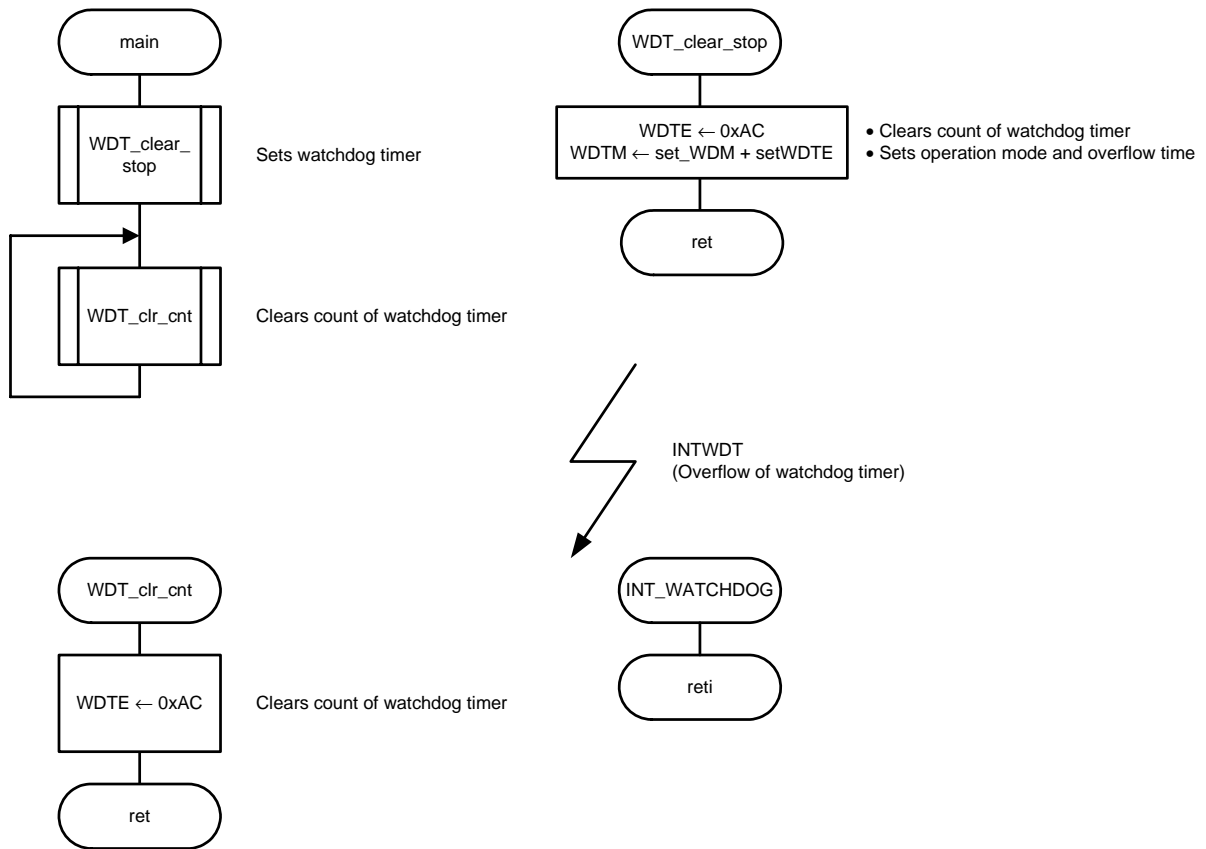 main
WDT_clear_
stop
Sets watchdog timer
WDT_clr_cnt
Clears count of watchdog timer
WDT_clear_stop
WDTE ← 0xAC
WDTM ← set_WDM + setWDTE
• Clears count of watchdog timer
• Sets operation mode and overflow time
ret
INTWDT
(Overflow of watchdog timer)
WDT_clr_cnt
WDTE ← 0xAC
Clears count of watchdog timer
ret
INT_WATCHDOG
reti